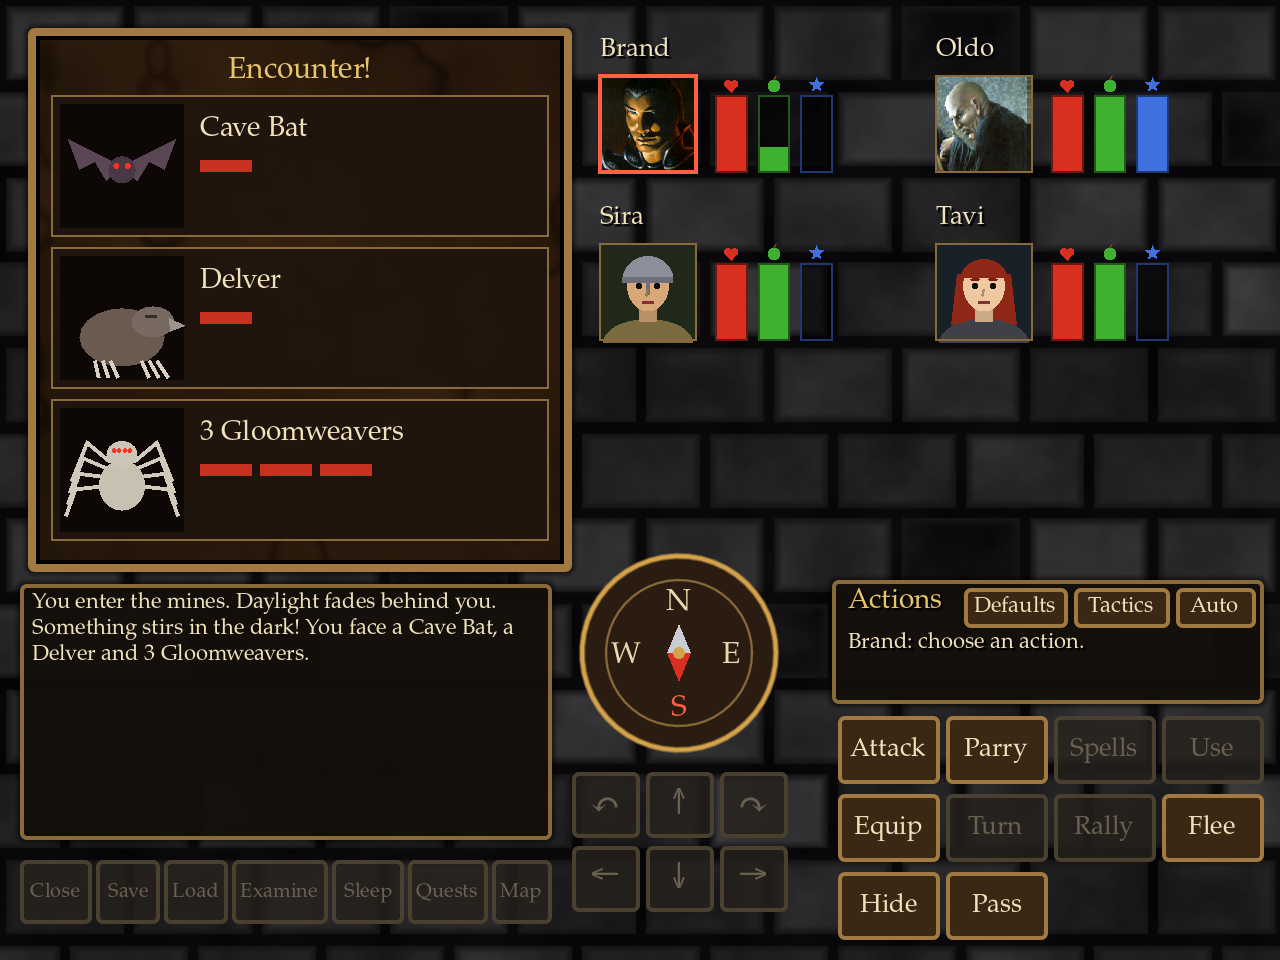 Encounter!
Cave Bat
Delver
3 Gloomweavers
Brand
Oldo
Sira
Tavi
You enter the mines. Daylight fades behind you.
Something stirs in the dark! You face a Cave Bat, a
Delver and 3 Gloomweavers.
N
W E
S
Actions Defaults Tactics Auto
Brand: choose an action.
Attack Parry Spells Use
Equip Turn Rally Flee
Hide Pass
Close Save Load Examine Sleep Quests Map